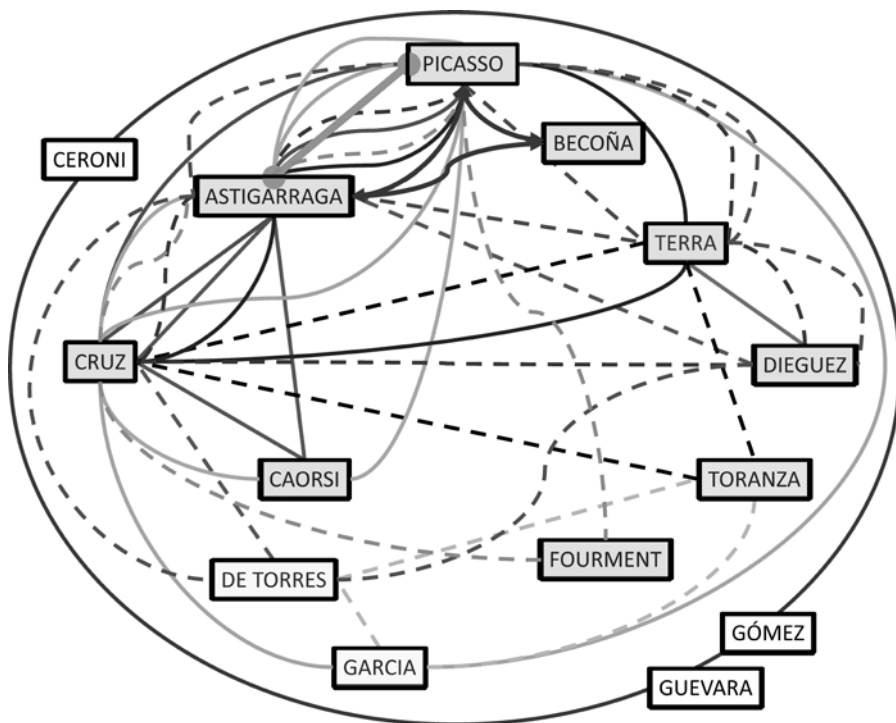 PICASSO
BECOÑA
CERONI
ASTIGARRAGA
TERRA
CRUZ
DIEGUEZ
CAORSI
TORANZA
FOURMENT
DE TORRES
GÓMEZ
GARCIA
GUEVARA